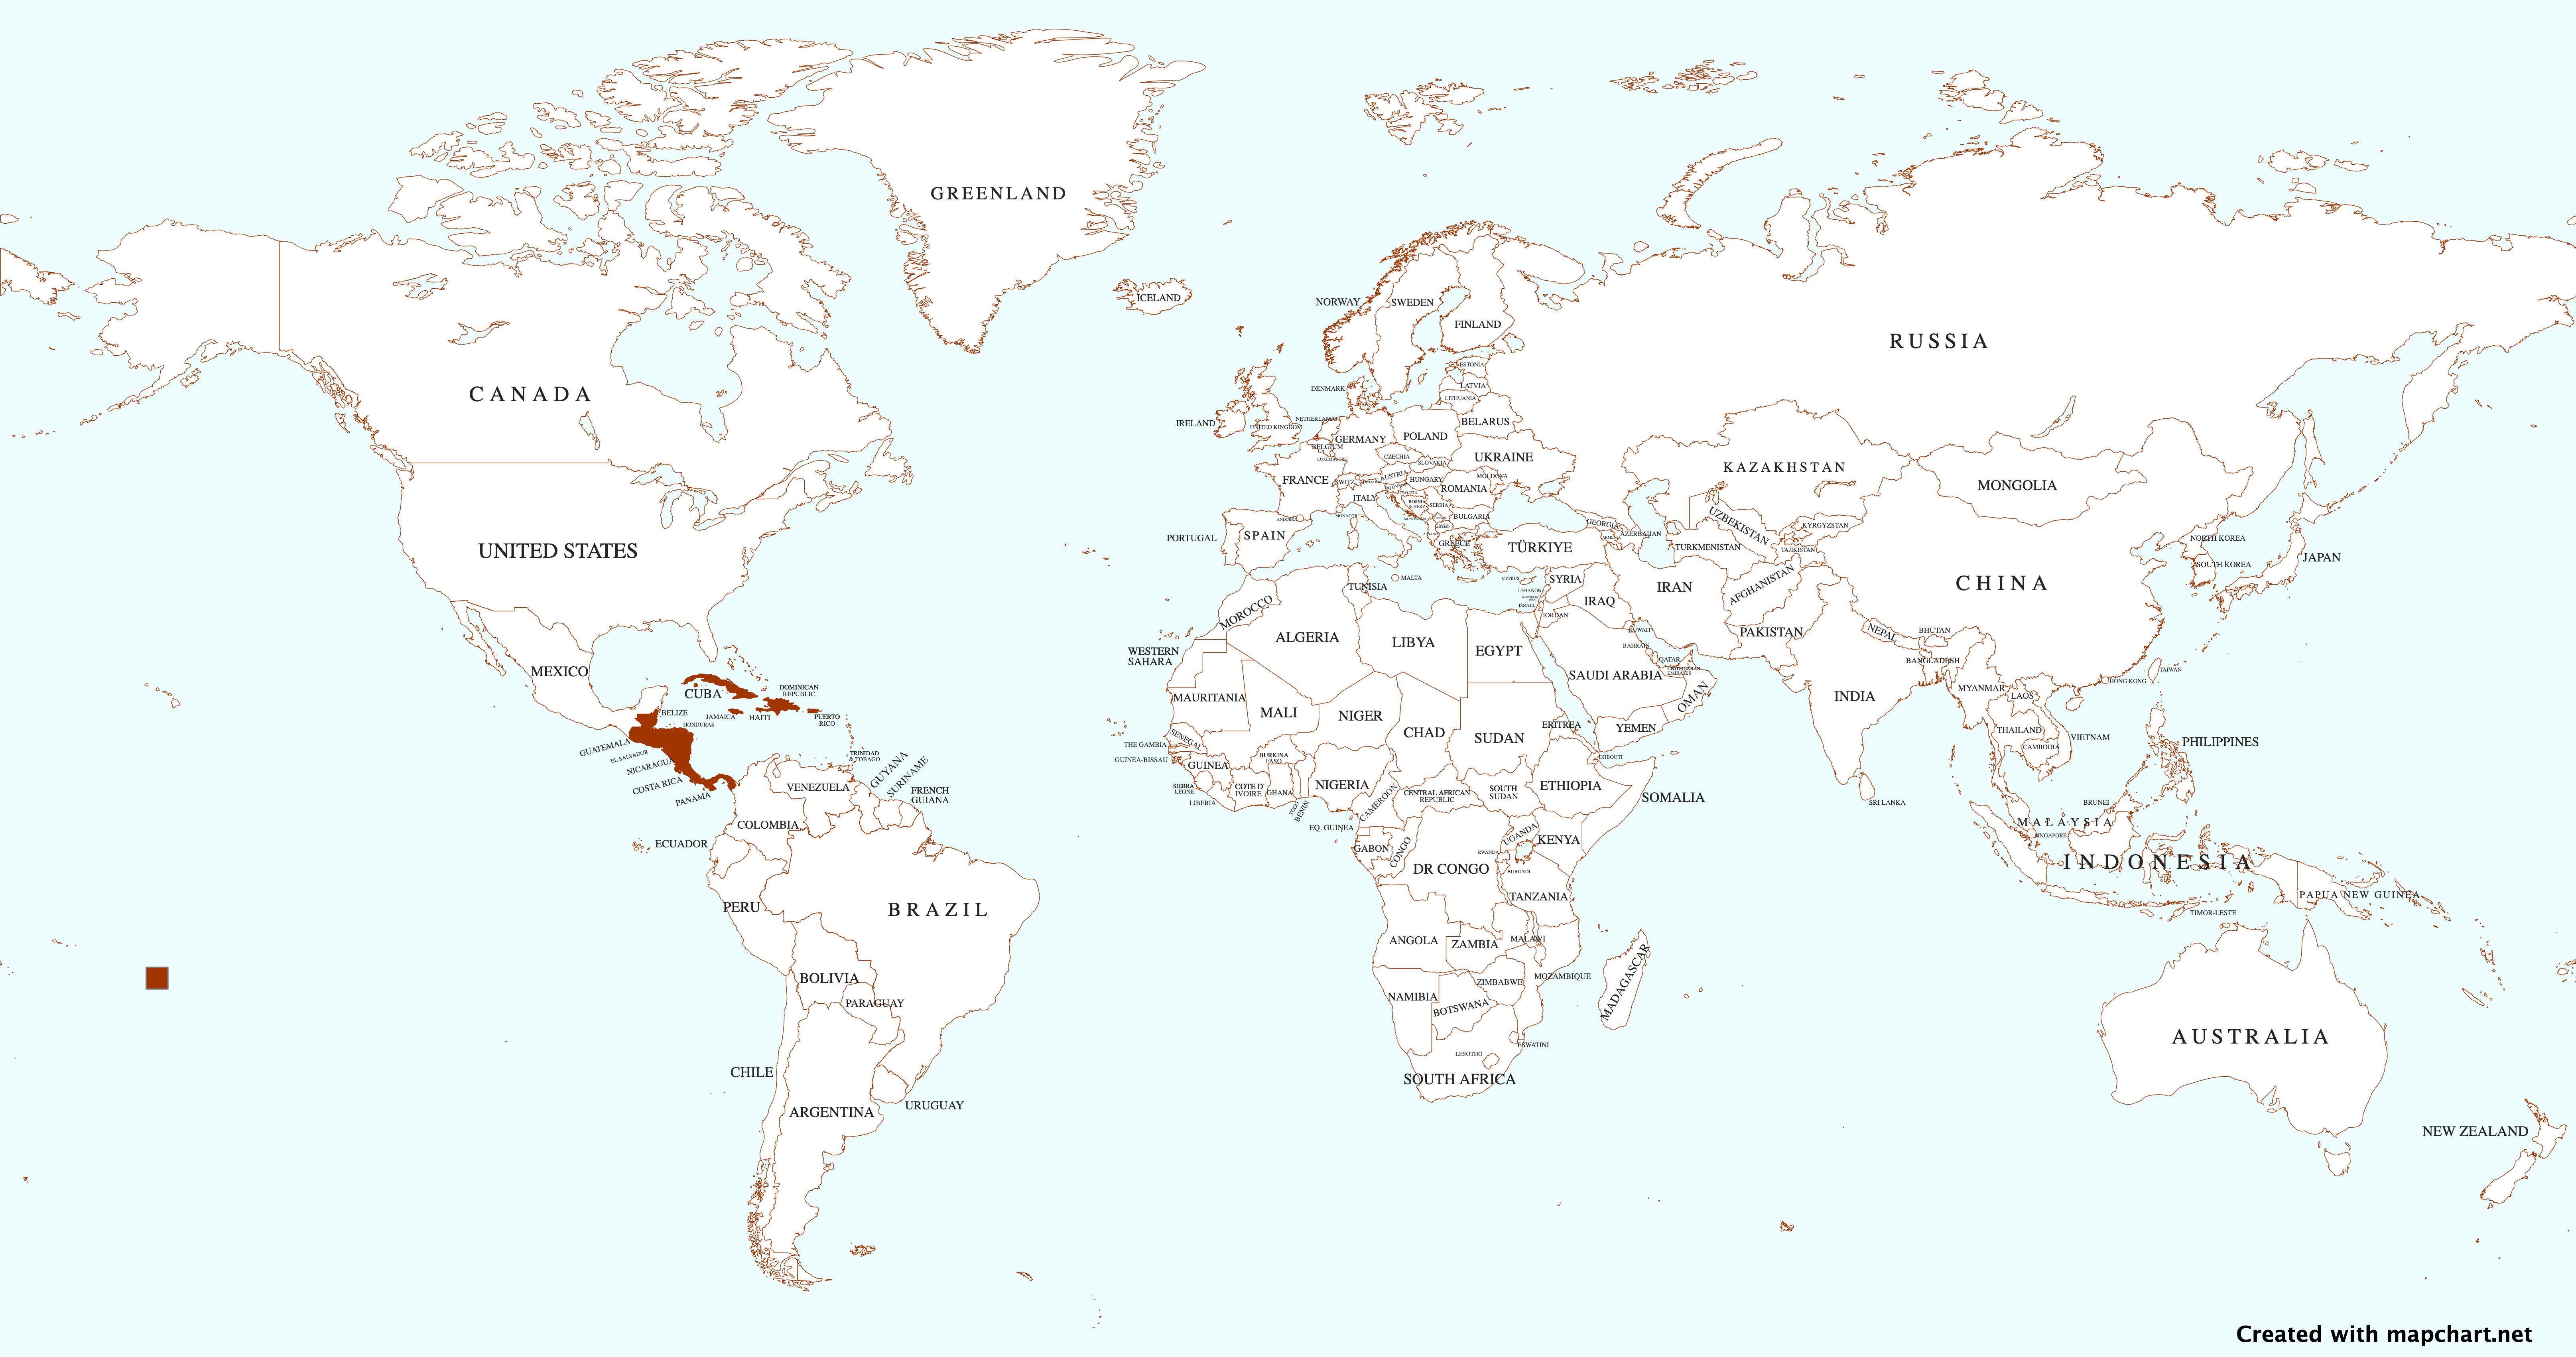 GREENLAND
ICELAND
NORWAY
SWEDEN
FINLAND
RUSSIA
ESTONIA
LATVIA
LITHUANIA
DENMARK
CANADA
IRELAND
UNITED KINGDOM
NETHERLANDS
BELARUS
GERMANY
POLAND
BELGIUM
LUXEMBOURG
CZECHIA
SLOVAKIA
UKRAINE
KAZAKHSTAN
MONGOLIA
FRANCE
SWITZ.
AUSTRIA
HUNGARY
MOLDOVA
ROMANIA
ITALY
CROATIA
BOSNIA
& HERZ.
SERBIA
BULGARIA
MONACO
ANDORRA
UZBEKISTAN
KYRGYZSTAN
GEORGIA
AZERBAIJAN
ARMENIA
PORTUGAL
SPAIN
GREECE
TÜRKIYE
TURKMENISTAN
TAJIKISTAN
NORTH KOREA
SOUTH KOREA
JAPAN
UNITED STATES
CHINA
MALTA
TUNISIA
CYPRUS
SYRIA
LEBANON
ISRAEL
JORDAN
IRAQ
IRAN
AFGHANISTAN
MOROCCO
ALGERIA
LIBYA
EGYPT
KUWAIT
BAHRAIN
QATAR
UNITED ARAB
EMIRATES
PAKISTAN
NEPAL
BHUTAN
BANGLADESH
WESTERN
SAHARA
SAUDI ARABIA
OMAN
INDIA
MYANMAR
LAOS
TAIWAN
HONG KONG
MEXICO
CUBA
DOMINICAN
REPUBLIC
BELIZE
JAMAICA
HAITI
PUERTO
RICO
HONDURAS
GUATEMALA
EL SALVADOR
NICARAGUA
COSTA RICA
PANAMA
TRINIDAD
& TOBAGO
MAURITANIA
MALI
NIGER
CHAD
SUDAN
ERITREA
YEMEN
DJIBOUTI
THAILAND
CAMBODIA
VIETNAM
PHILIPPINES
THE GAMBIA
SENEGAL
GUINEA-BISSAU
GUINEA
BURKINA
FASO
SIERRA
LEONE
LIBERIA
COTE D'
IVOIRE
GHANA
TOGO
BENIN
NIGERIA
CAMEROON
CENTRAL AFRICAN
REPUBLIC
SOUTH
SUDAN
ETHIOPIA
SOMALIA
SRI LANKA
BRUNEI
MALAYSIA
SINGAPORE
VENEZUELA
GUYANA
SURINAME
FRENCH
GUIANA
COLOMBIA
ECUADOR
EQ. GUINEA
GABON
CONGO
DR CONGO
UGANDA
KENYA
RWANDA
BURUNDI
TANZANIA
INDONESIA
PAPUA NEW GUINEA
TIMOR-LESTE
PERU
BRAZIL
ANGOLA
ZAMBIA
MALAWI
MOZAMBIQUE
ZIMBABWE
MADAGASCAR
BOLIVIA
PARAGUAY
NAMIBIA
BOTSWANA
ESWATINI
LESOTHO
SOUTH AFRICA
AUSTRALIA
CHILE
ARGENTINA
URUGUAY
NEW ZEALAND
Created with mapchart.net